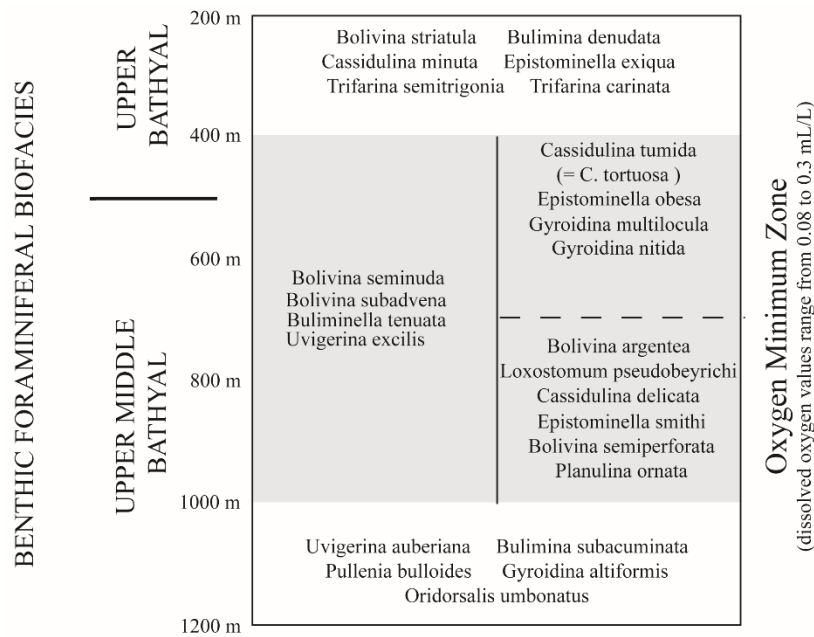 BENTHIC FORAMINIFERAL BIOFACIES
UPPER
BATHYAL
UPPER MIDDLE
BATHYAL
200 m
400 m
600 m
800 m
1000 m
1200 m
Bolivina striatula Bulimina denudata
Cassidulina minuta Epistominella exiqua
Trifarina semitrigonia Trifarina carinata
Bolivina seminuda
Bolivina subadvena
Buliminella tenuata
Uvigerina excilis
Cassidulina tumida
(= C. tortuosa )
Epistominella obesa
Gyroidina multilocula
Gyroidina nitida
Bolivina argentea
Loxostomum pseudobeyrichi
Cassidulina delicata
Epistominella smithi
Bolivina semiperforata
Planulina ornata
Uvigerina auberiana Bulimina subacuminata
Pullenia bulloides Gyroidina altiformis
Oridorsalis umbonatus
Oxygen Minimum Zone
(dissolved oxygen values range from 0.08 to 0.3 mL/L)